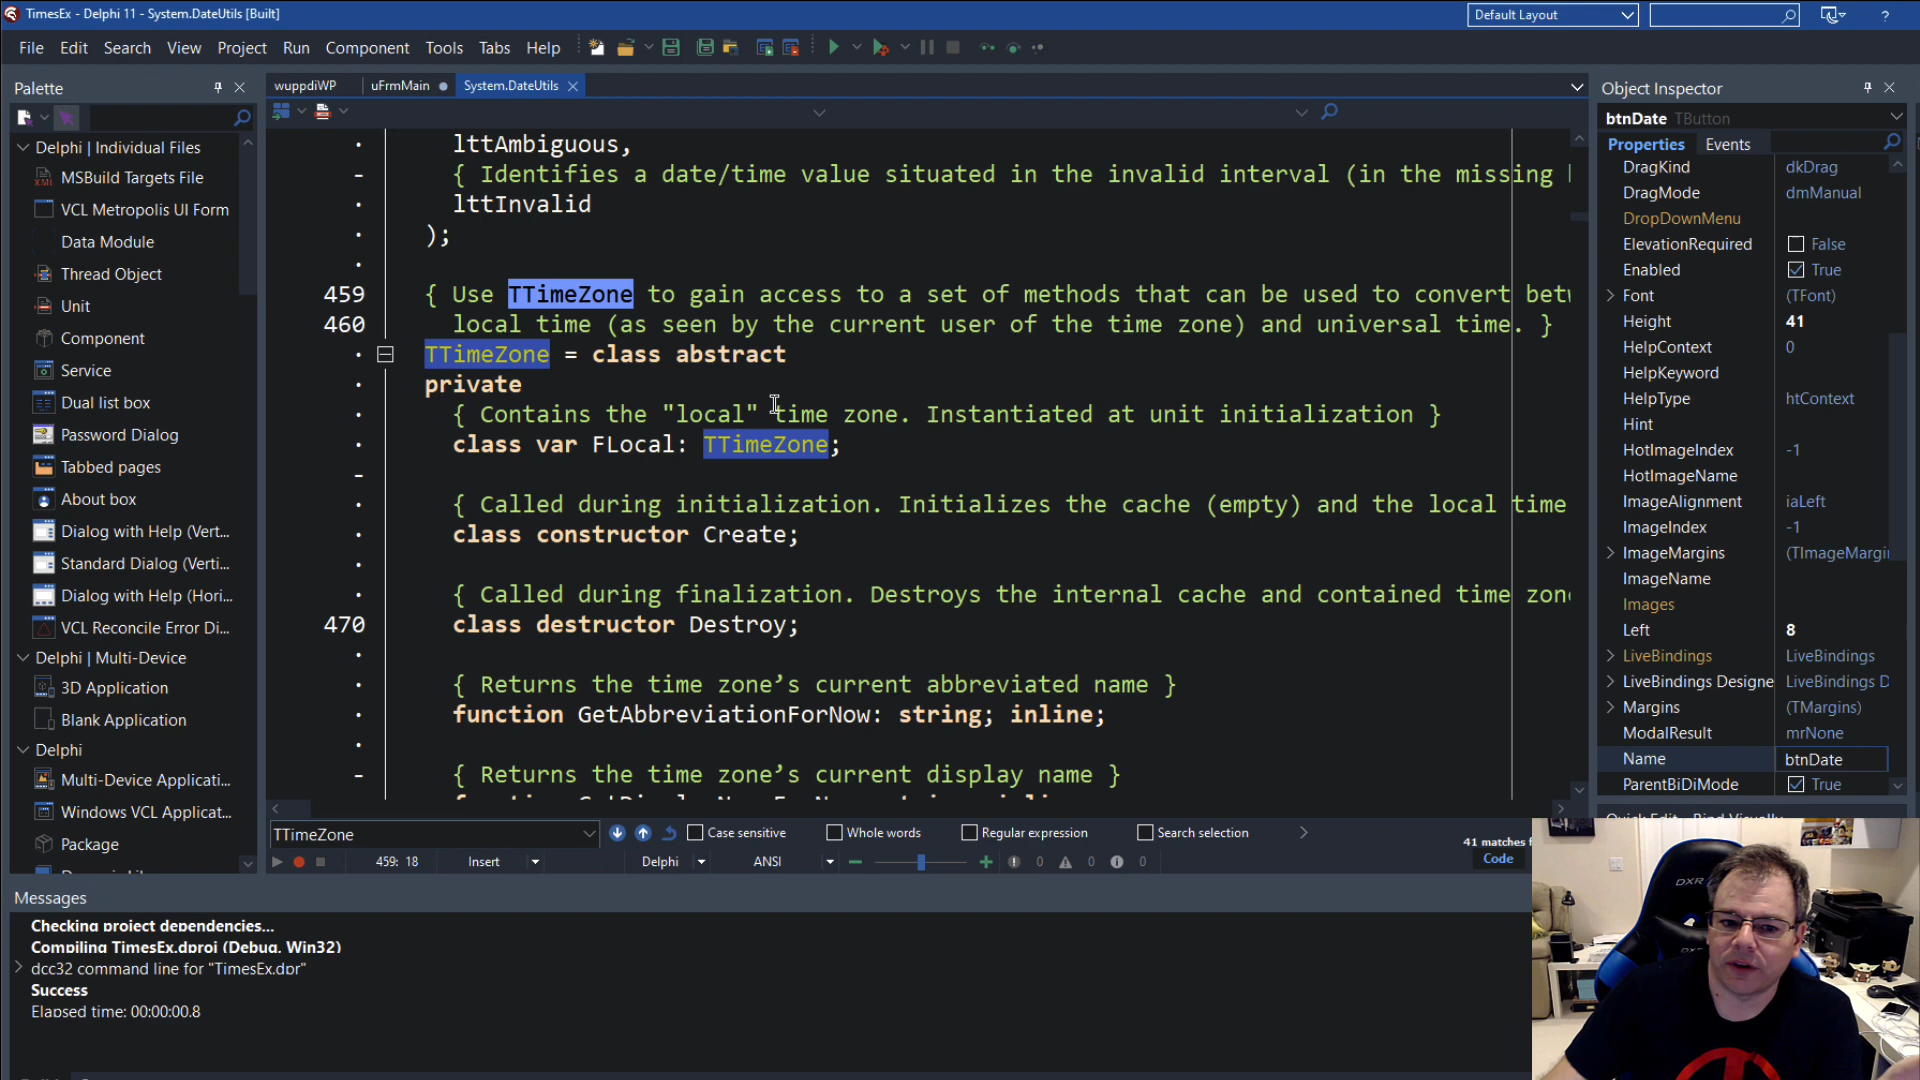 TimesEx - Delphi 11 - System.DateUtils [Built]
Default Layout
?
File Edit Search View Project Run Component Tools Tabs Help
Palette
Delphi | Individual Files
MSBuild Targets File
VCL Metropolis UI Form
Data Module
Thread Object
Unit
Component
Service
Dual list box
Password Dialog
Tabbed pages
About box
Dialog with Help (Vert...
Standard Dialog (Verti...
Dialog with Help (Hori...
VCL Reconcile Error Di...
Delphi | Multi-Device
3D Application
Blank Application
Delphi
Multi-Device Applicati...
Windows VCL Applicat...
Package
wuppdiWP uFrmMain System.DateUtils
lttAmbiguous,
{ Identifies a date/time value situated in the invalid interval (in the missing
lttInvalid
);
459 { Use TTimeZone to gain access to a set of methods that can be used to convert
460 local time (as seen by the current user of the time zone) and universal time. }
TTimeZone = class abstract
private
{ Contains the "local" time zone. Instantiated at unit initialization }
class var FLocal: TTimeZone;
{ Called during initialization. Initializes the cache (empty) and the local time
class constructor Create;
{ Called during finalization. Destroys the internal cache and contained time
470 class destructor Destroy;
{ Returns the time zone’s current abbreviated name }
function GetAbbreviationForNow: string; inline;
{ Returns the time zone’s current display name }
TTimeZone Case sensitive Whole words Regular expression Search selection
41 matches
459: 18 Insert Delphi ANSI 0 0 0 Code
Object Inspector
btnDate TButton
Properties Events
DragKind dkDrag
DragMode dmManual
DropDownMenu
ElevationRequired False
Enabled True
Font (TFont)
Height 41
HelpContext 0
HelpKeyword
HelpType htContext
Hint
HotImageIndex -1
HotImageName
ImageAlignment iaLeft
ImageIndex -1
ImageMargins (TImageMargi
ImageName
Images
Left 8
LiveBindings LiveBindings
LiveBindings Designe LiveBindings D
Margins (TMargins)
ModalResult mrNone
Name btnDate
ParentBiDiMode True
Messages
Checking project dependencies...
Compiling TimesEx.dproj (Debug, Win32)
dcc32 command line for "TimesEx.dpr"
Success
Elapsed time: 00:00:00.8
DXR